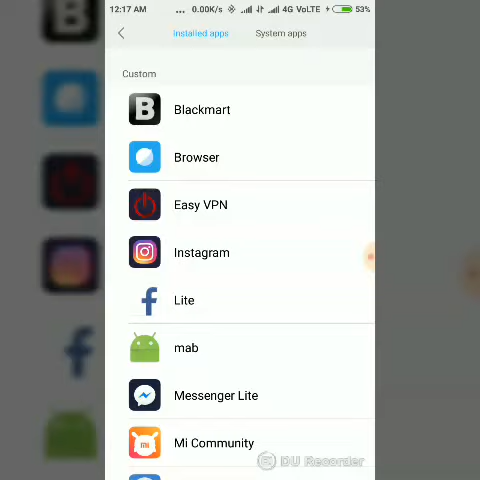 12:17 AM ... 0.00K/s 4G VoLTE 53%
Installed apps System apps
Custom
B Blackmart
Browser
Easy VPN
Instagram
f Lite
mab
Messenger Lite
mi Mi Community
DU Recorder